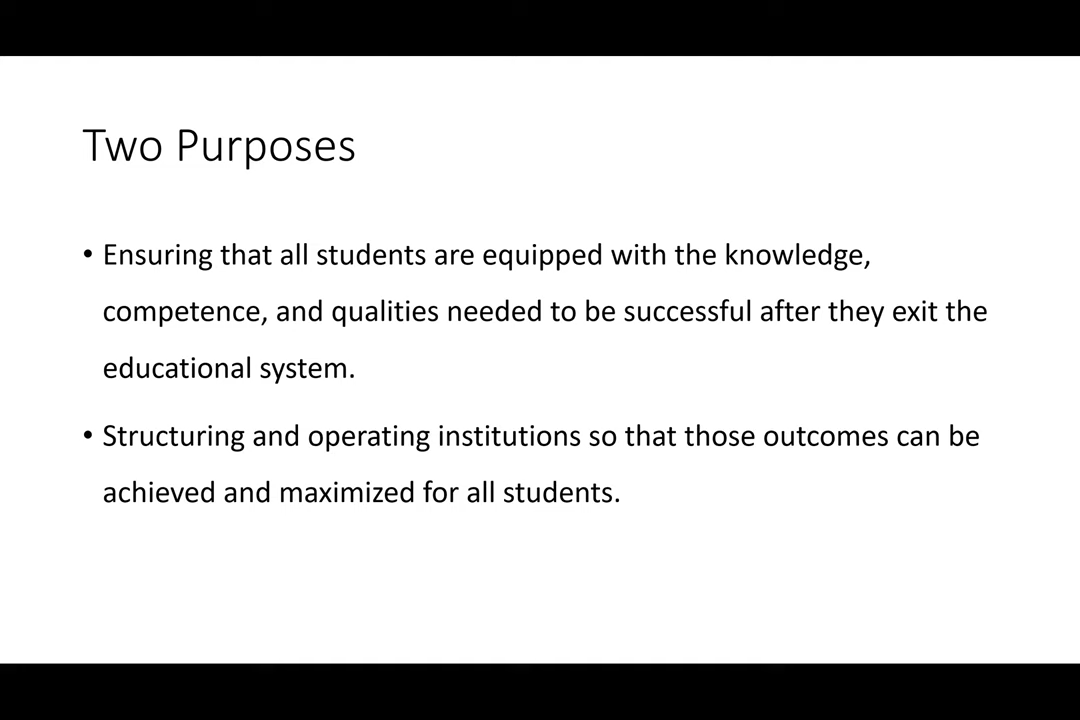 Two Purposes
• Ensuring that all students are equipped with the knowledge,
competence, and qualities needed to be successful after they exit the
educational system.
• Structuring and operating institutions so that those outcomes can be
achieved and maximized for all students.